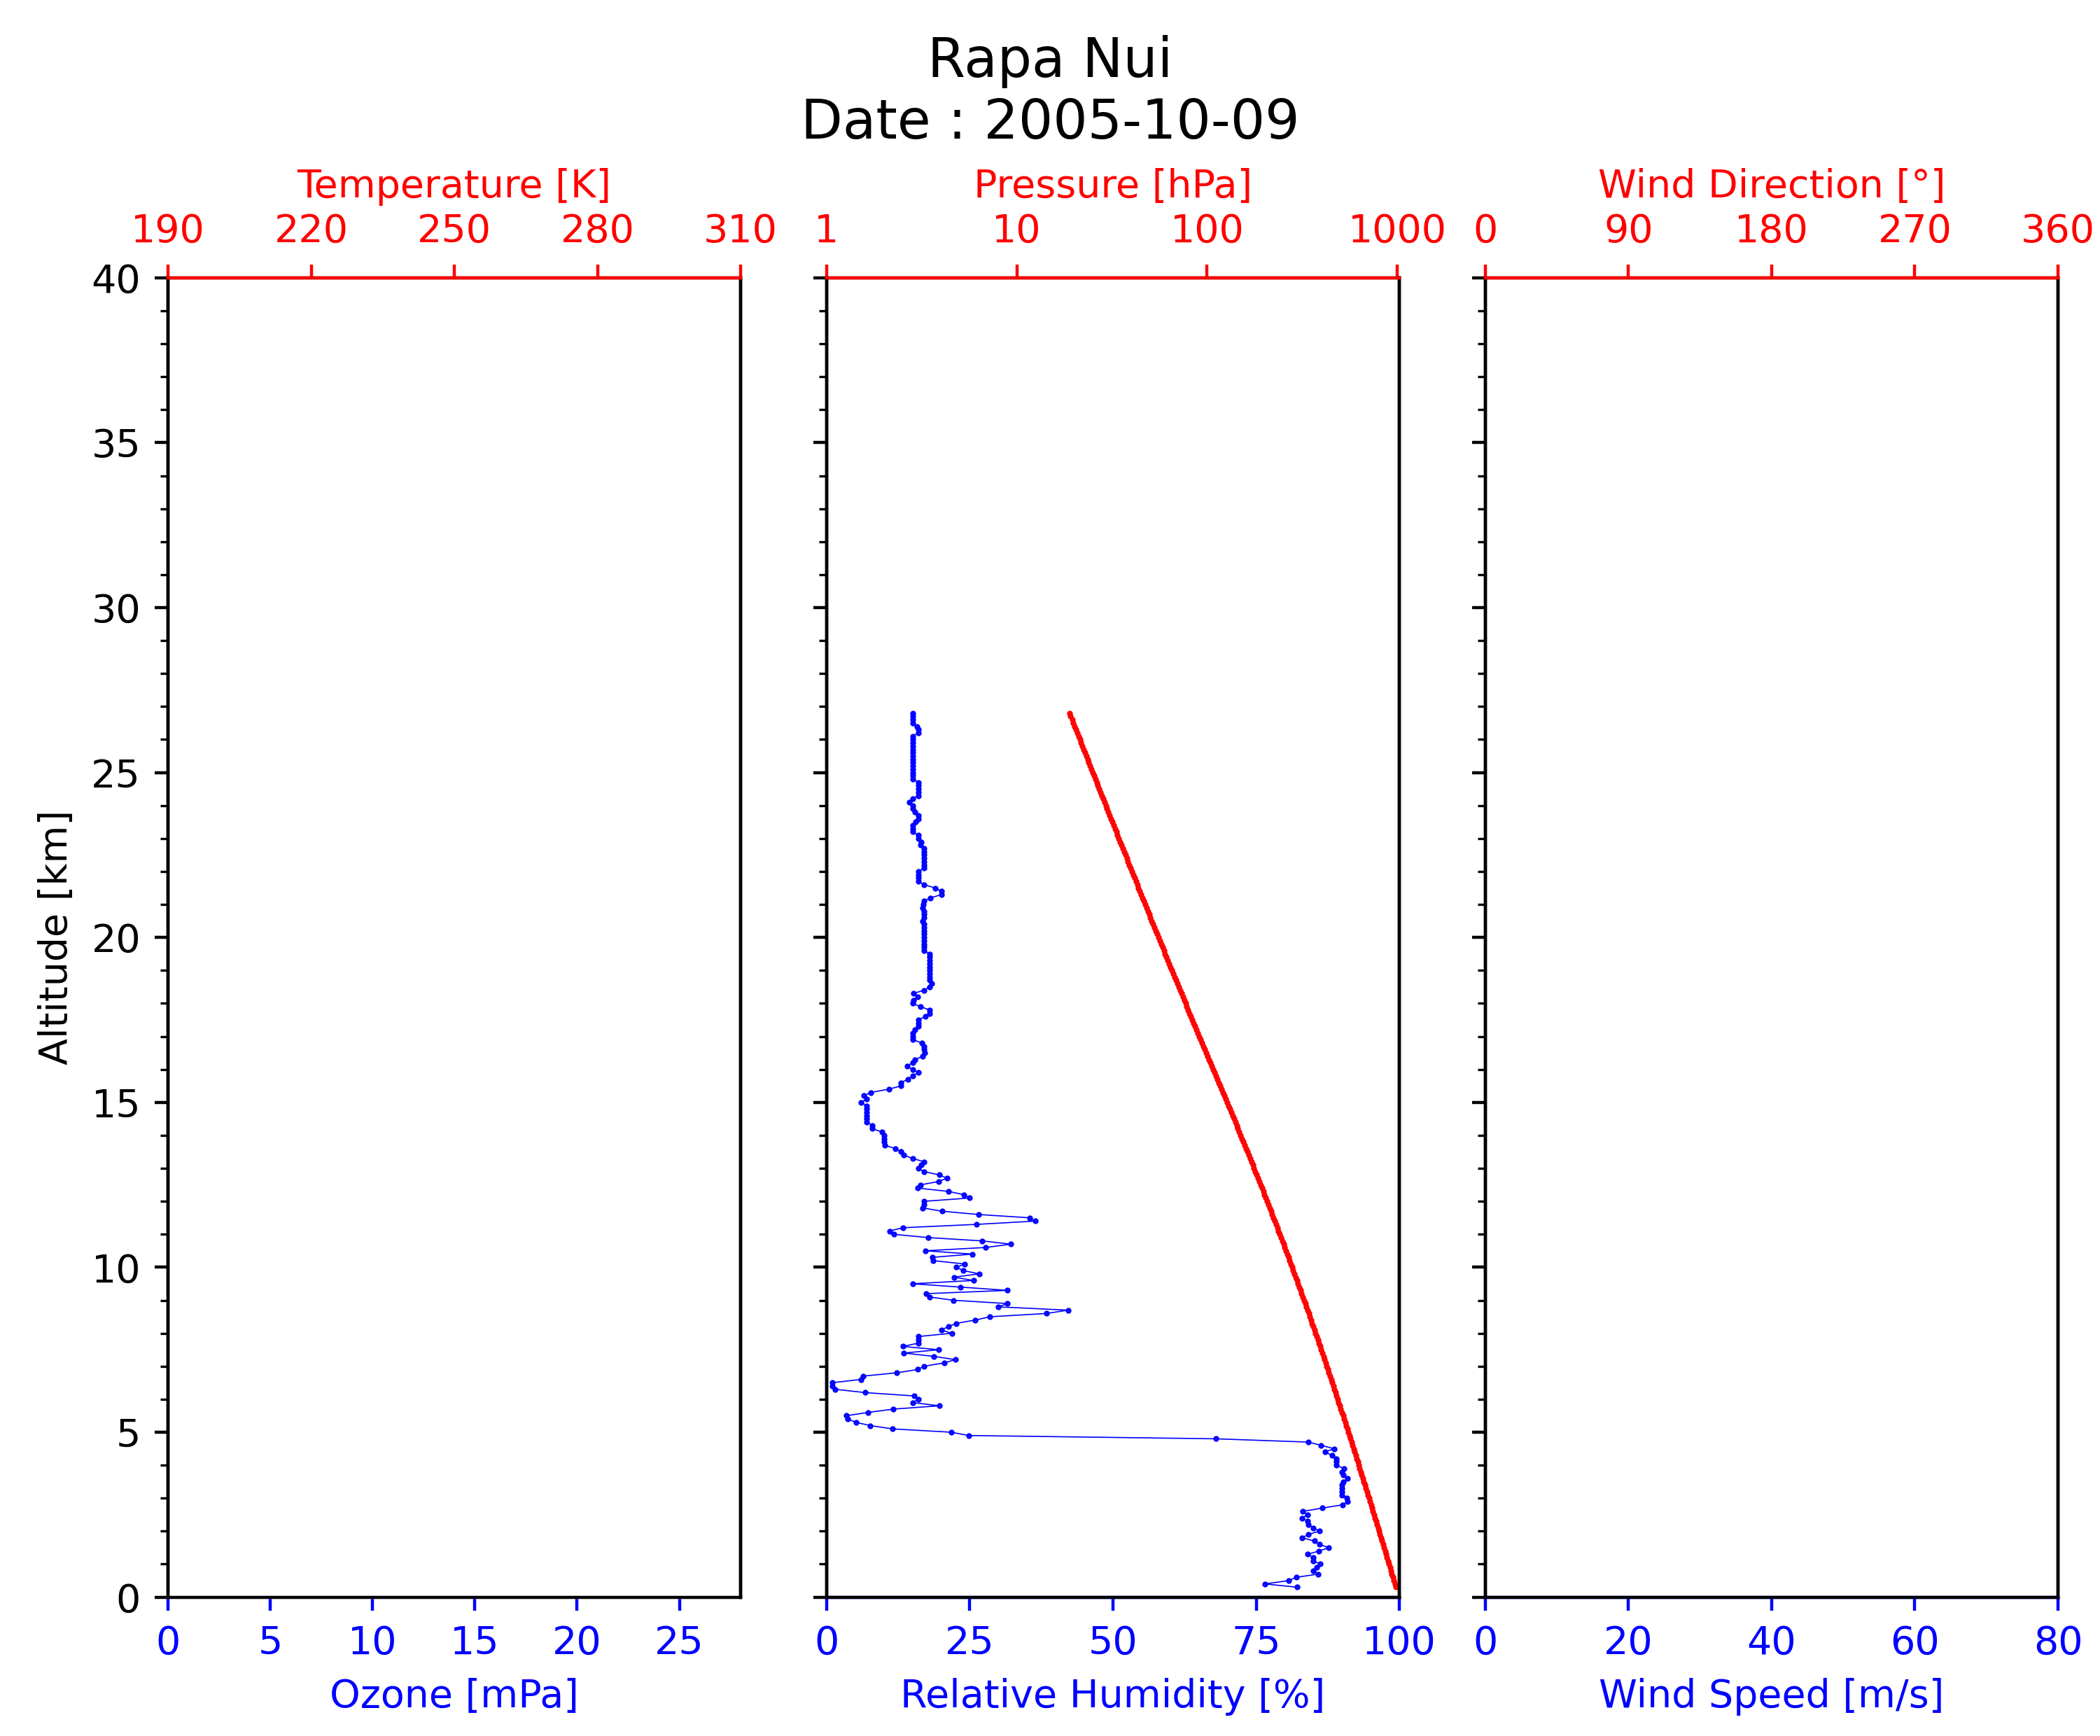 Rapa Nui
Date : 2005-10-09
Temperature [K] Pressure [hPa] Wind Direction [°]
190 220 250 280 310 1 10 100 1000 0 90 180 270 360
40
35
30
25
20
15
10
5
0
Altitude [km]
0 5 10 15 20 25 0 25 50 75 100 0 20 40 60 80
Ozone [mPa] Relative Humidity [%] Wind Speed [m/s]